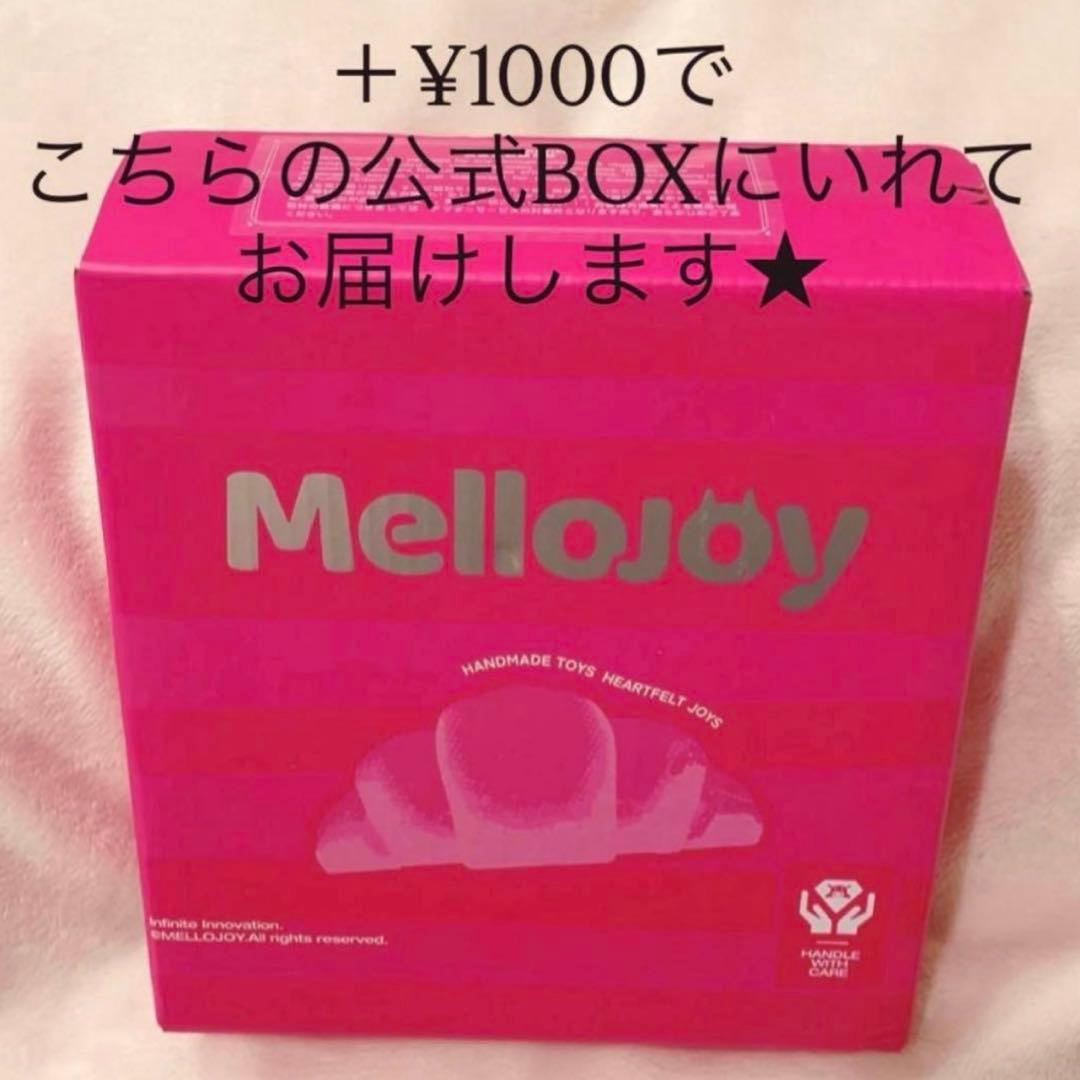 ＋¥1000で
こちらの公式BOXにいれて
お届けします★
Mellojoy
HANDMADE TOYS HEARTFELT JOYS
Infinite Innovation.
©MELLOJOY.All rights reserved.
HANDLE
WITH
CARE